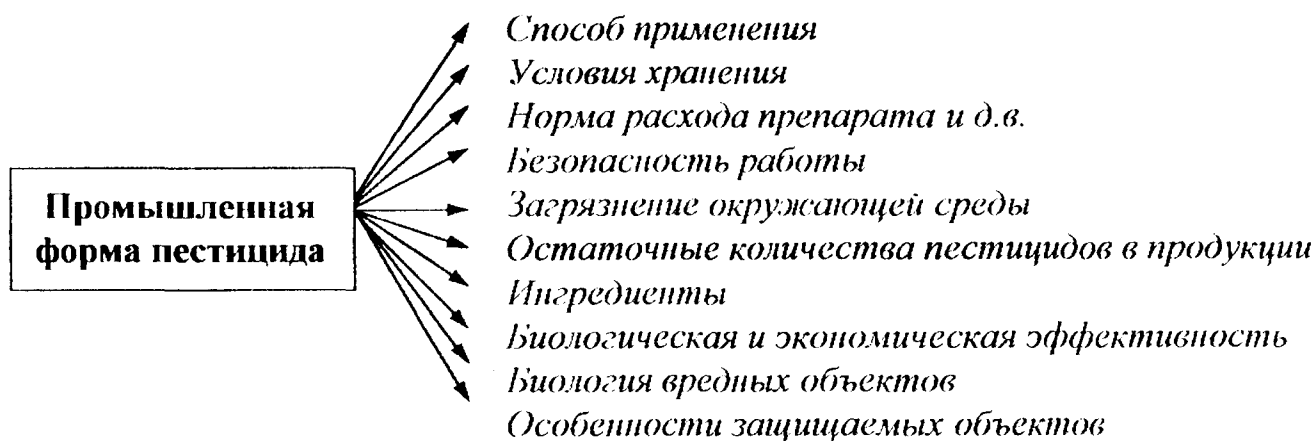 Способ применения
Условия хранения
Норма расхода препарата и д.в.
Безопасность работы
Промышленная
форма пестицида
Загрязнение окружающей среды
Остаточные количества пестицидов в продукции
Ингредиенты
Биологическая и экономическая эффективность
Биология вредных объектов
Особенности защищаемых объектов